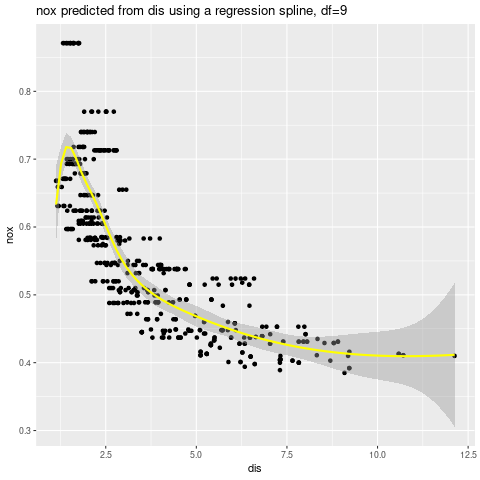 nox predicted from dis using a regression spline, df=9
0.8
0.7
0.6
0.5
0.4
0.3
nox
2.5 5.0 7.5 10.0 12.5
dis